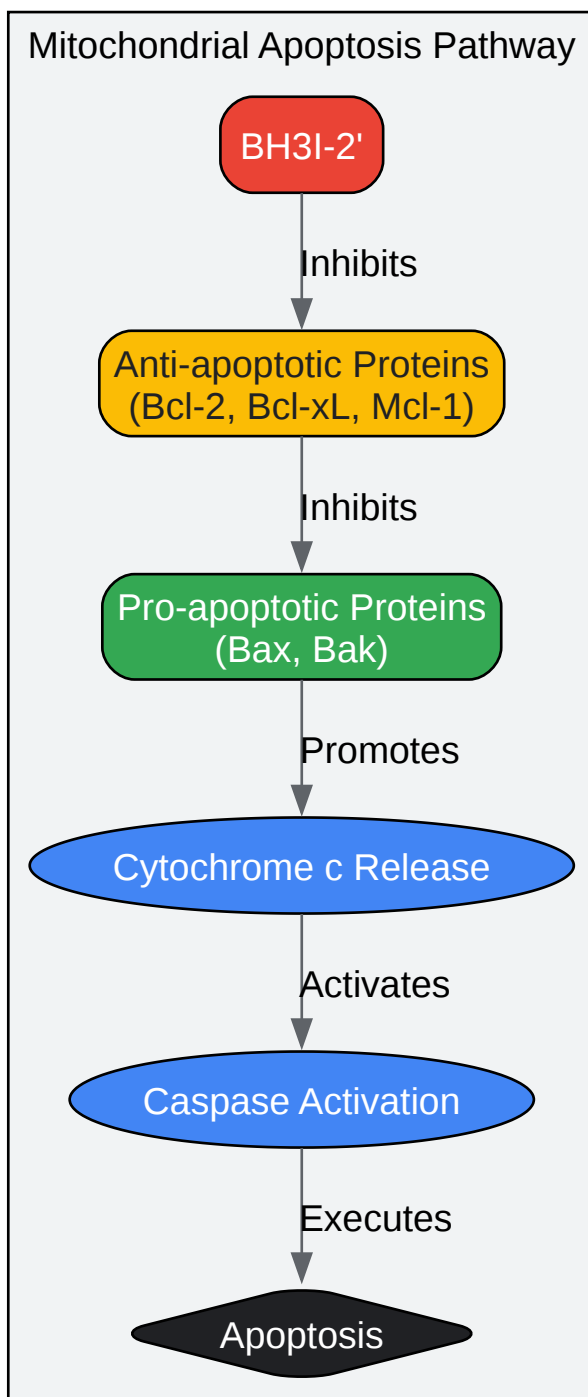 Mitochondrial Apoptosis Pathway
BH3I-2'
Inhibits
Anti-apoptotic Proteins
(Bcl-2, Bcl-xL, Mcl-1)
Inhibits
Pro-apoptotic Proteins
(Bax, Bak)
Promotes
Cytochrome c Release
Activates
Caspase Activation
Executes
Apoptosis